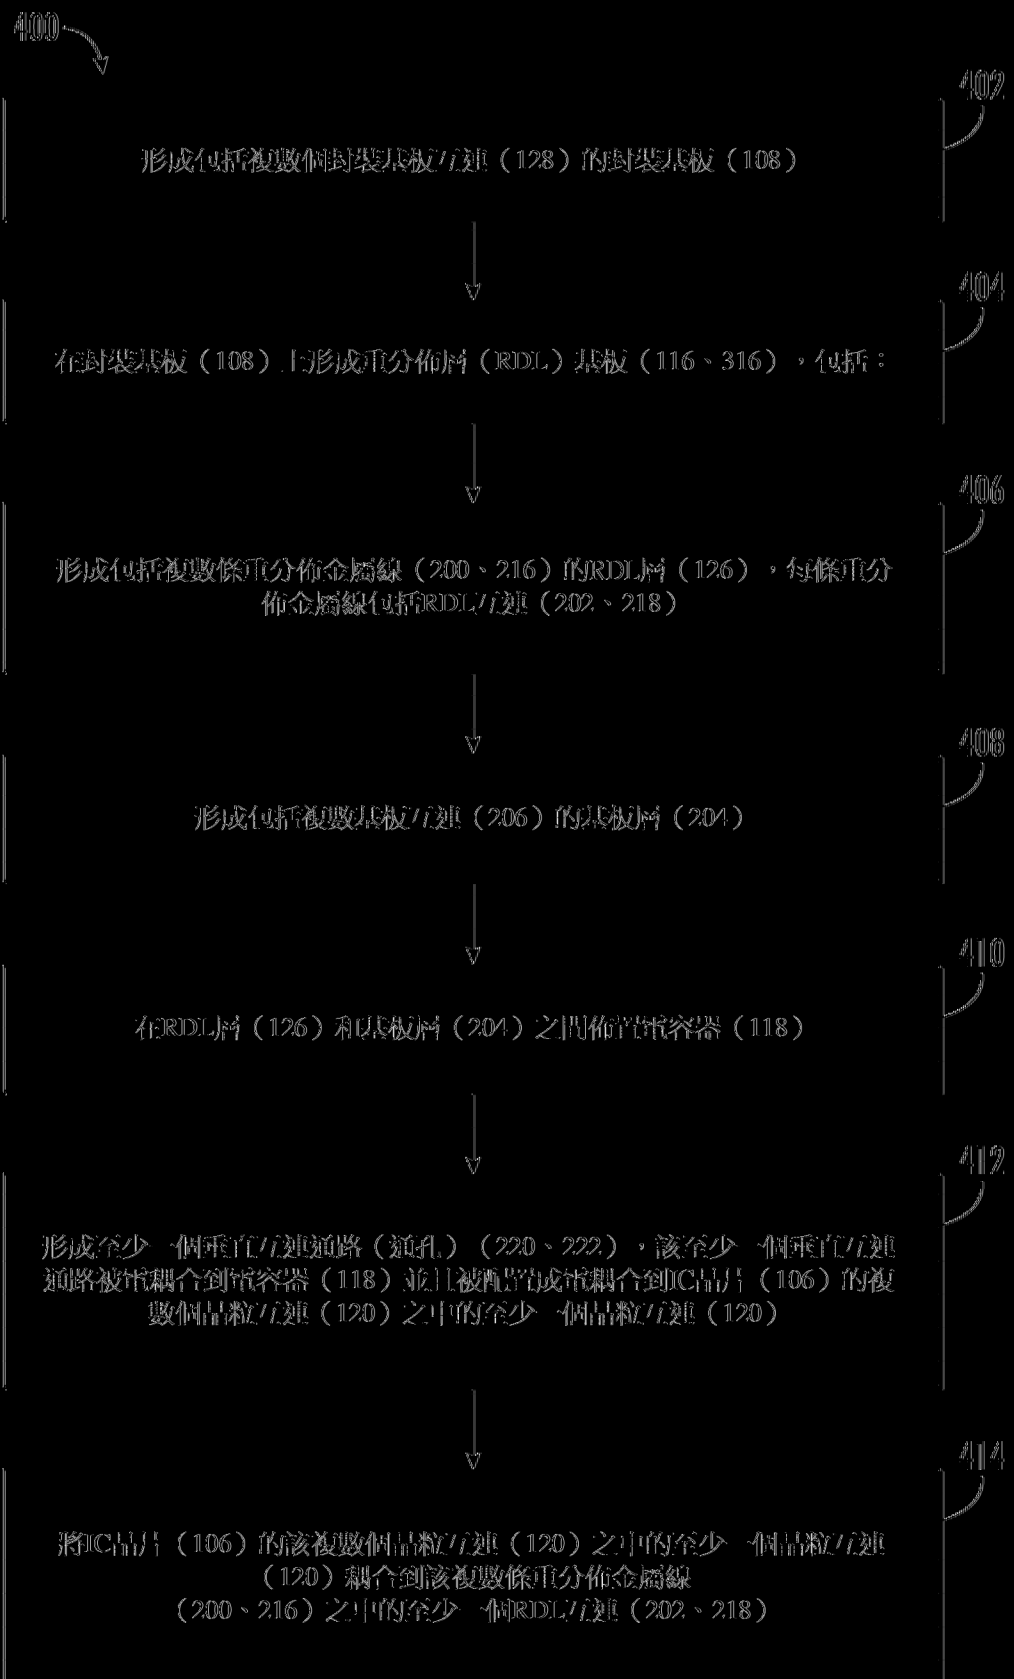 400
402
形成包括複數個封裝基板互連（128）的封裝基板（108）
404
在封裝基板（108）上形成重分佈層（RDL）基板（116、316），包括：
406
形成包括複數條重分佈金屬線（200、216）的RDL層（126），每條重分
佈金屬線包括RDL互連（202、218）
408
形成包括複數基板互連（206）的基板層（204）
410
在RDL層（126）和基板層（204）之間佈置電容器（118）
412
形成至少一個垂直互連通路（通孔）（220、222），該至少一個垂直互連
通路被電耦合到電容器（118）並且被配置成電耦合到IC晶片（106）的複
數個晶粒互連（120）之中的至少一個晶粒互連（120）
414
將IC晶片（106）的該複數個晶粒互連（120）之中的至少一個晶粒互連
（120）耦合到該複數條重分佈金屬線
（200、216）之中的至少一個RDL互連（202、218）